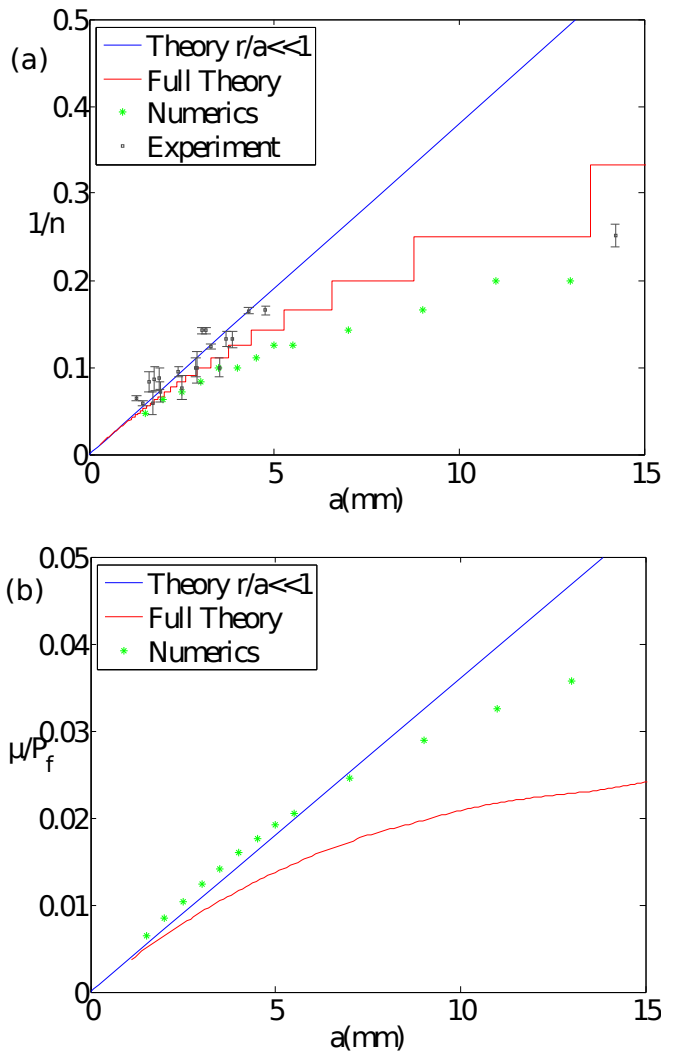 (a)
0.5
0.4
0.3
1/n
0.2
0.1
0
Theory r/a<<1
Full Theory
Numerics
Experiment
0
5
10
15
a(mm)
(b)
0.05
0.04
0.03
μ/P_f
0.02
0.01
0
Theory r/a<<1
Full Theory
Numerics
0
5
10
15
a(mm)